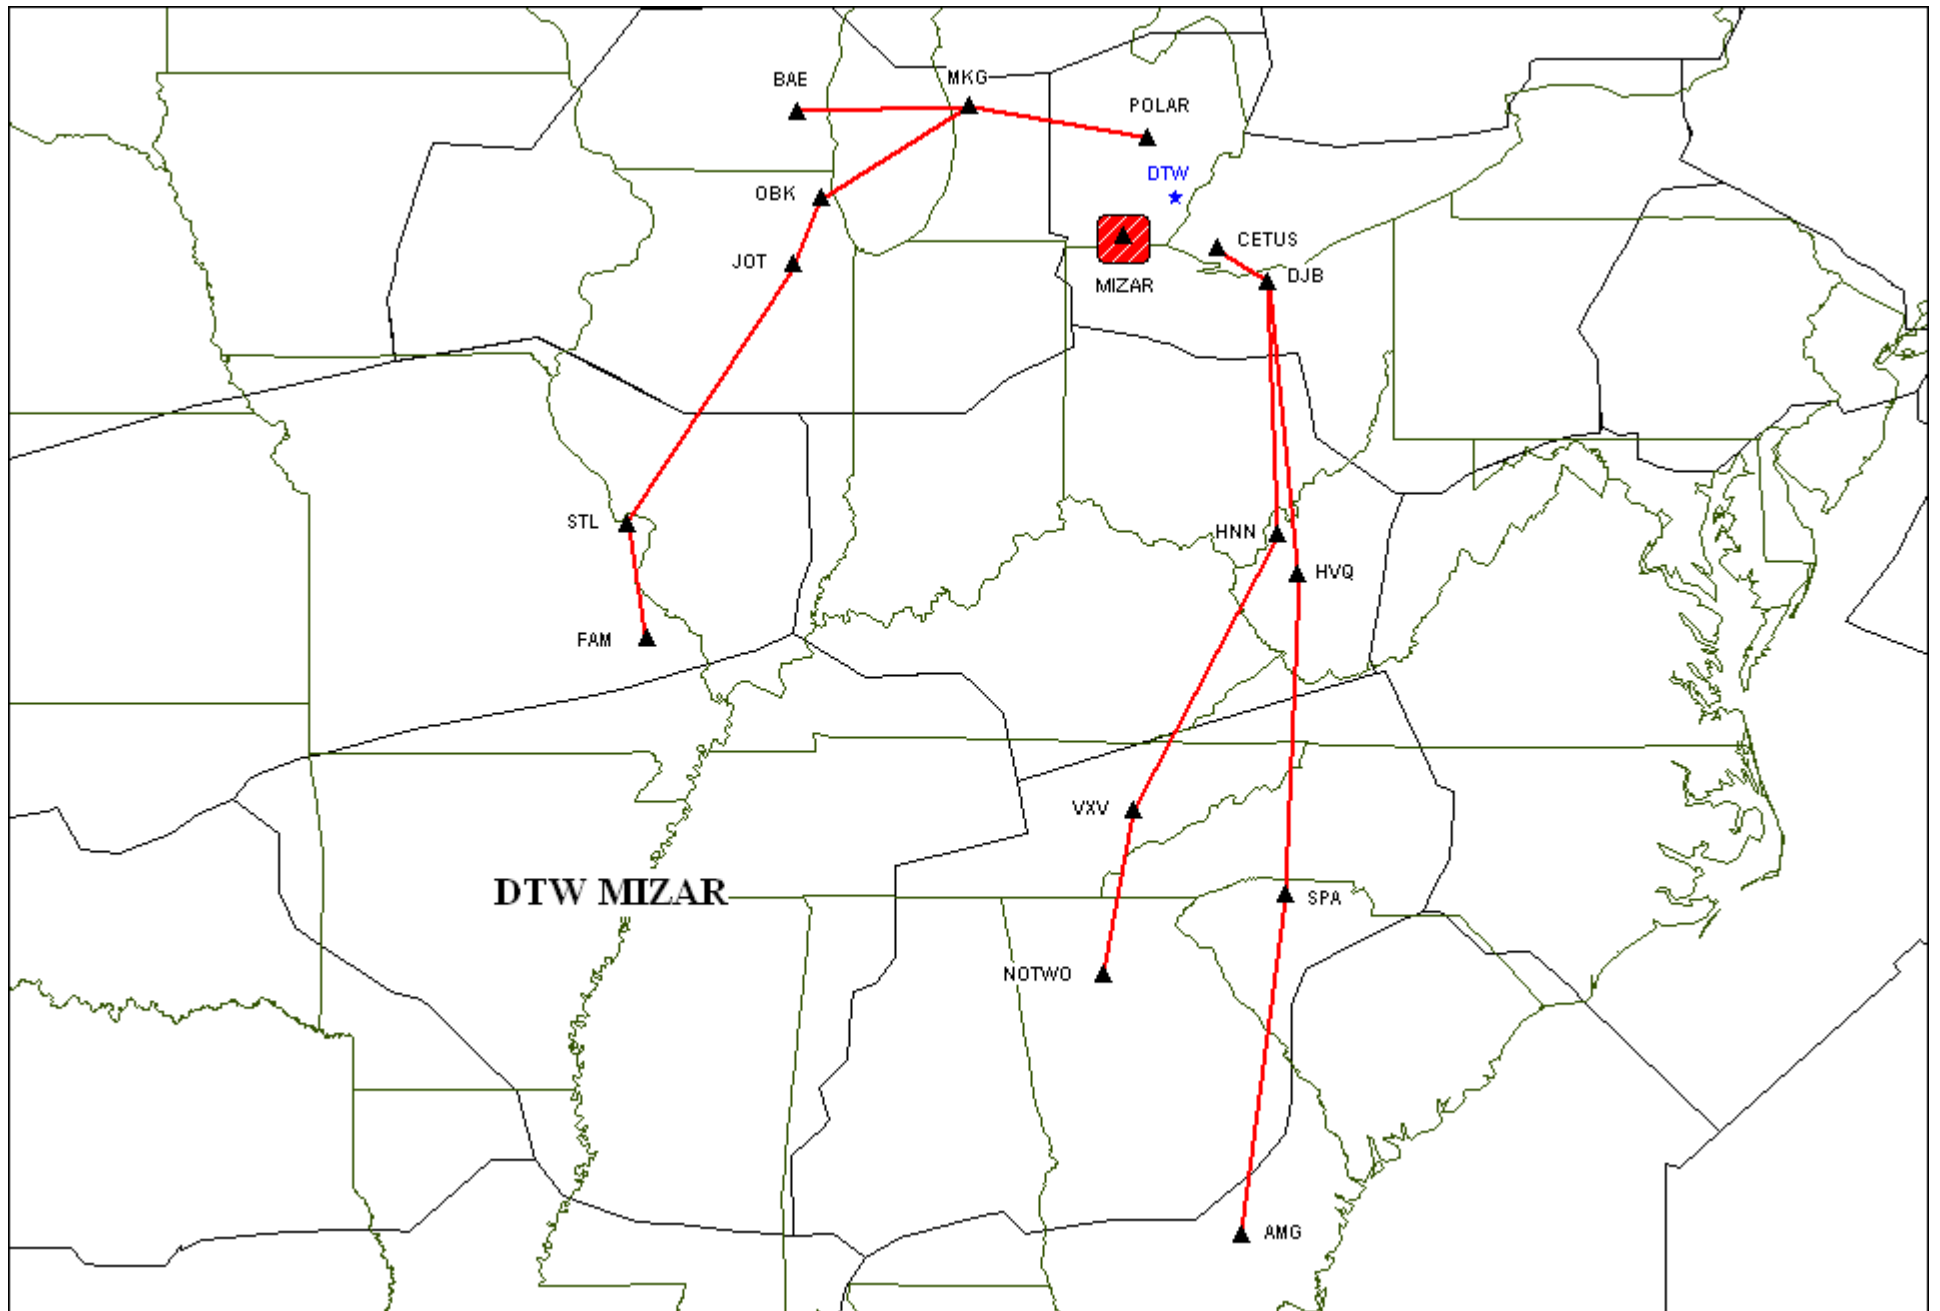 MKG
BAE
POLAR
DTW
OBK
CETUS
JOT
DJB
MIZAR
STL
HNN
HVQ
FAM
VXV
DTW MIZAR
SPA
NOTWO
AMG